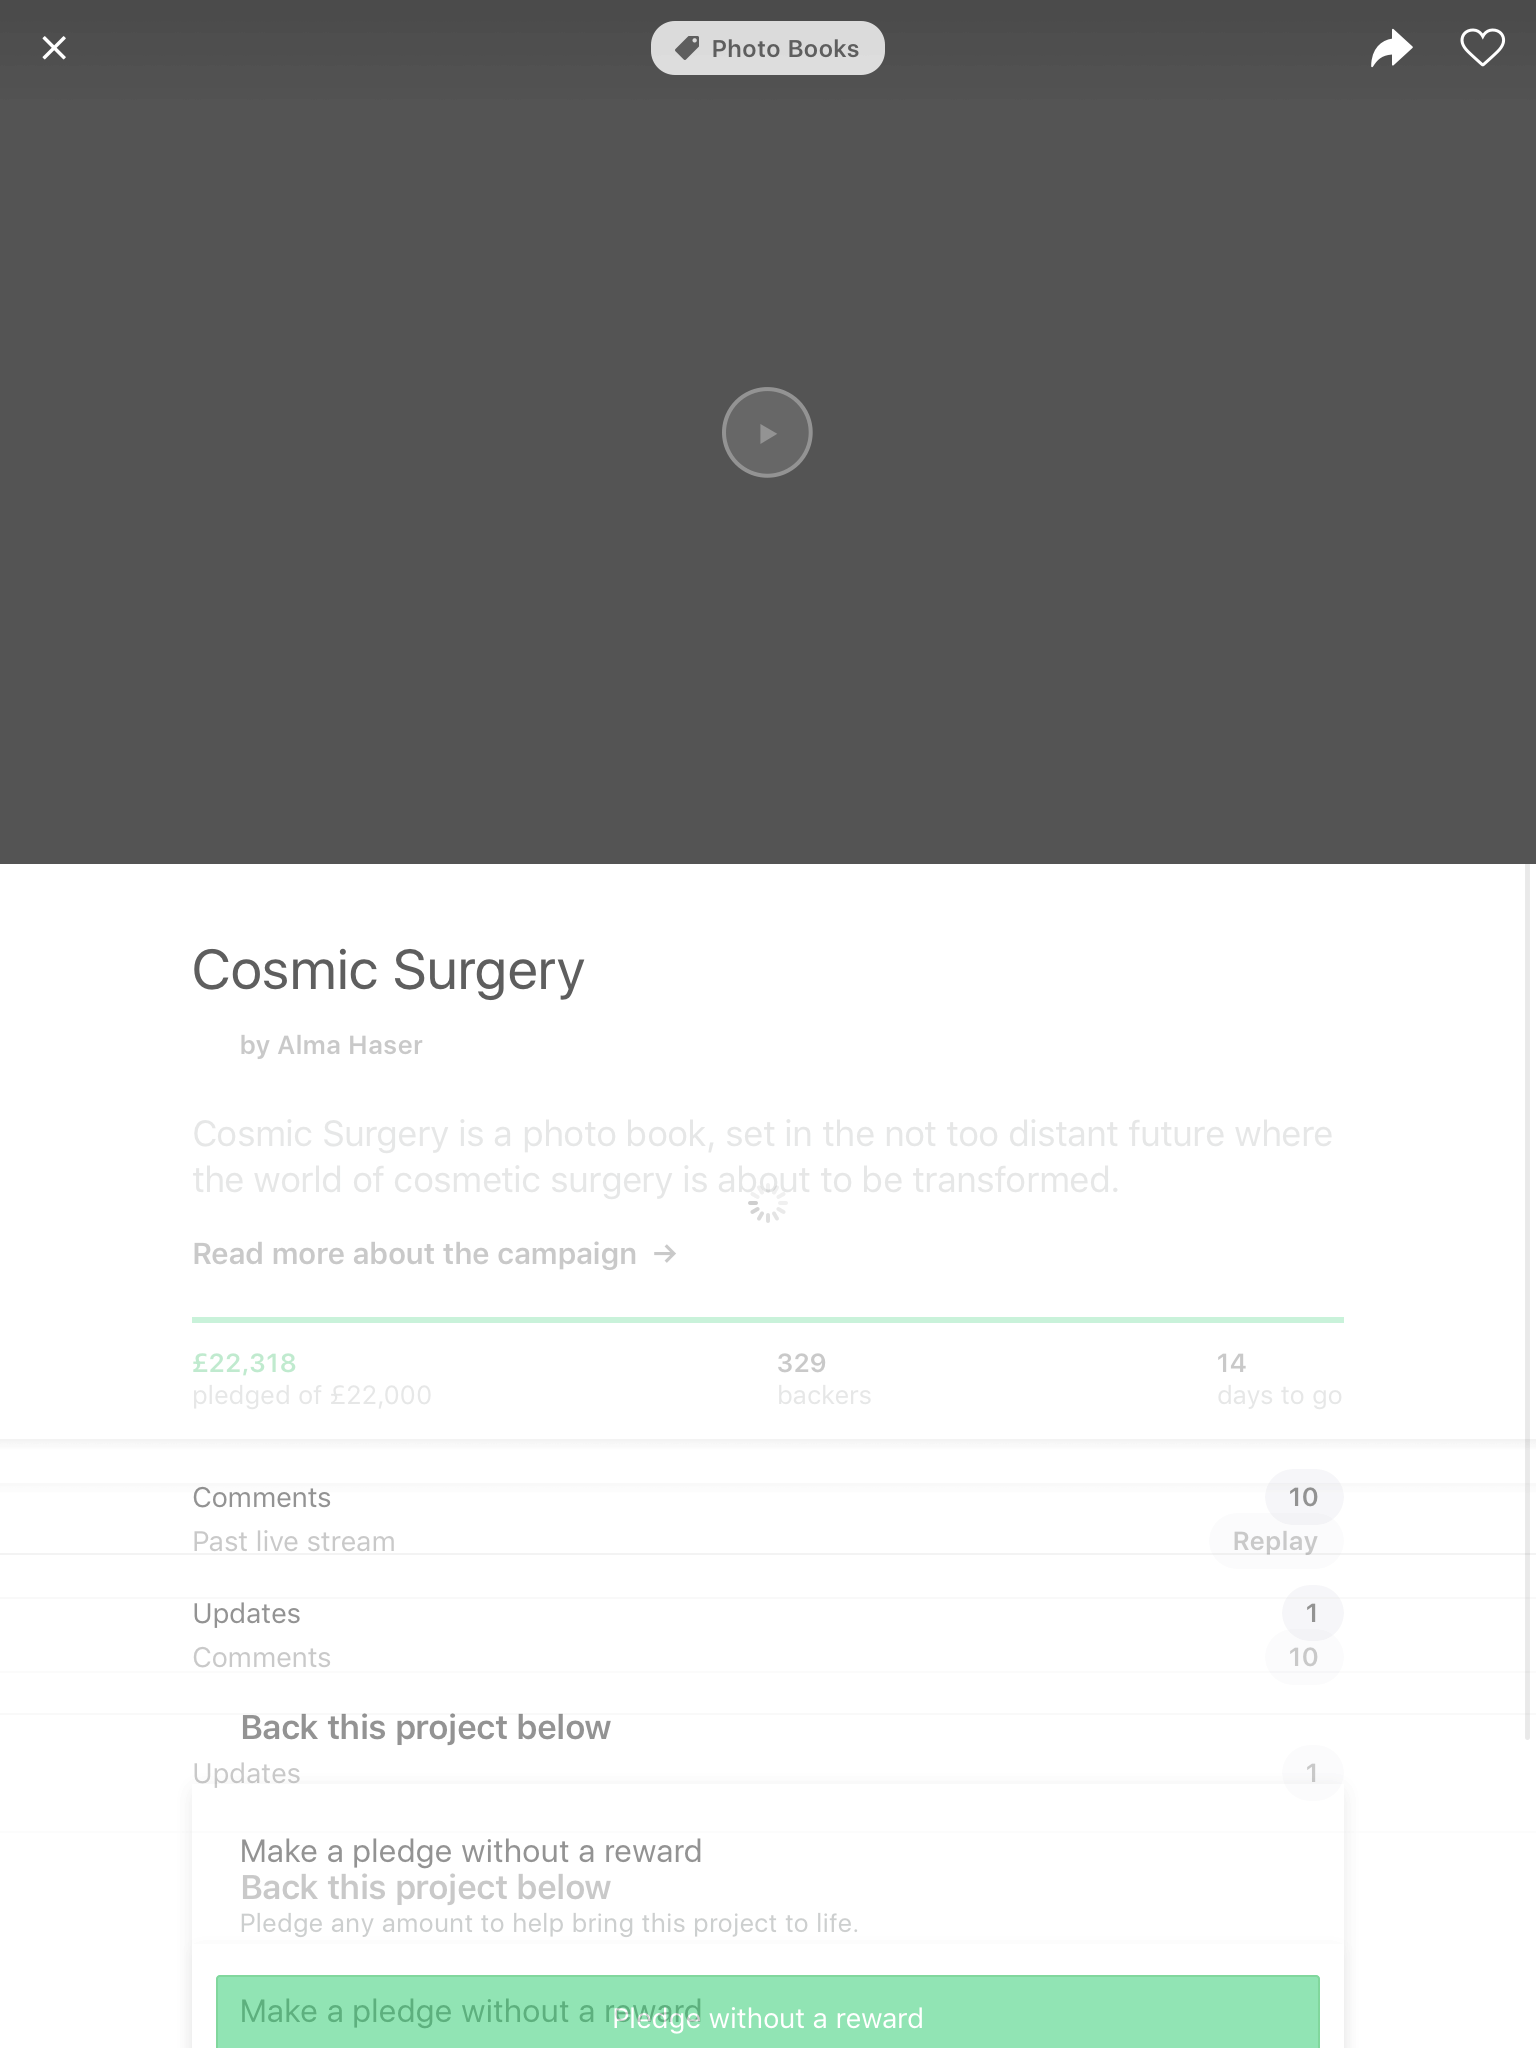 Photo Books
Cosmic Surgery
by Alma Haser
Cosmic Surgery is a photo book, set in the not too distant future where
the world of cosmetic surgery is about to be transformed.
Read more about the campaign →
£22,318
pledged of £22,000
329
backers
14
days to go
Comments
10
Past live stream
Replay
Updates
1
Comments
10
Back this project below
Updates
1
Make a pledge without a reward
Back this project below
Pledge any amount to help bring this project to life.
Make a pledge without a reward
Pledge without a reward